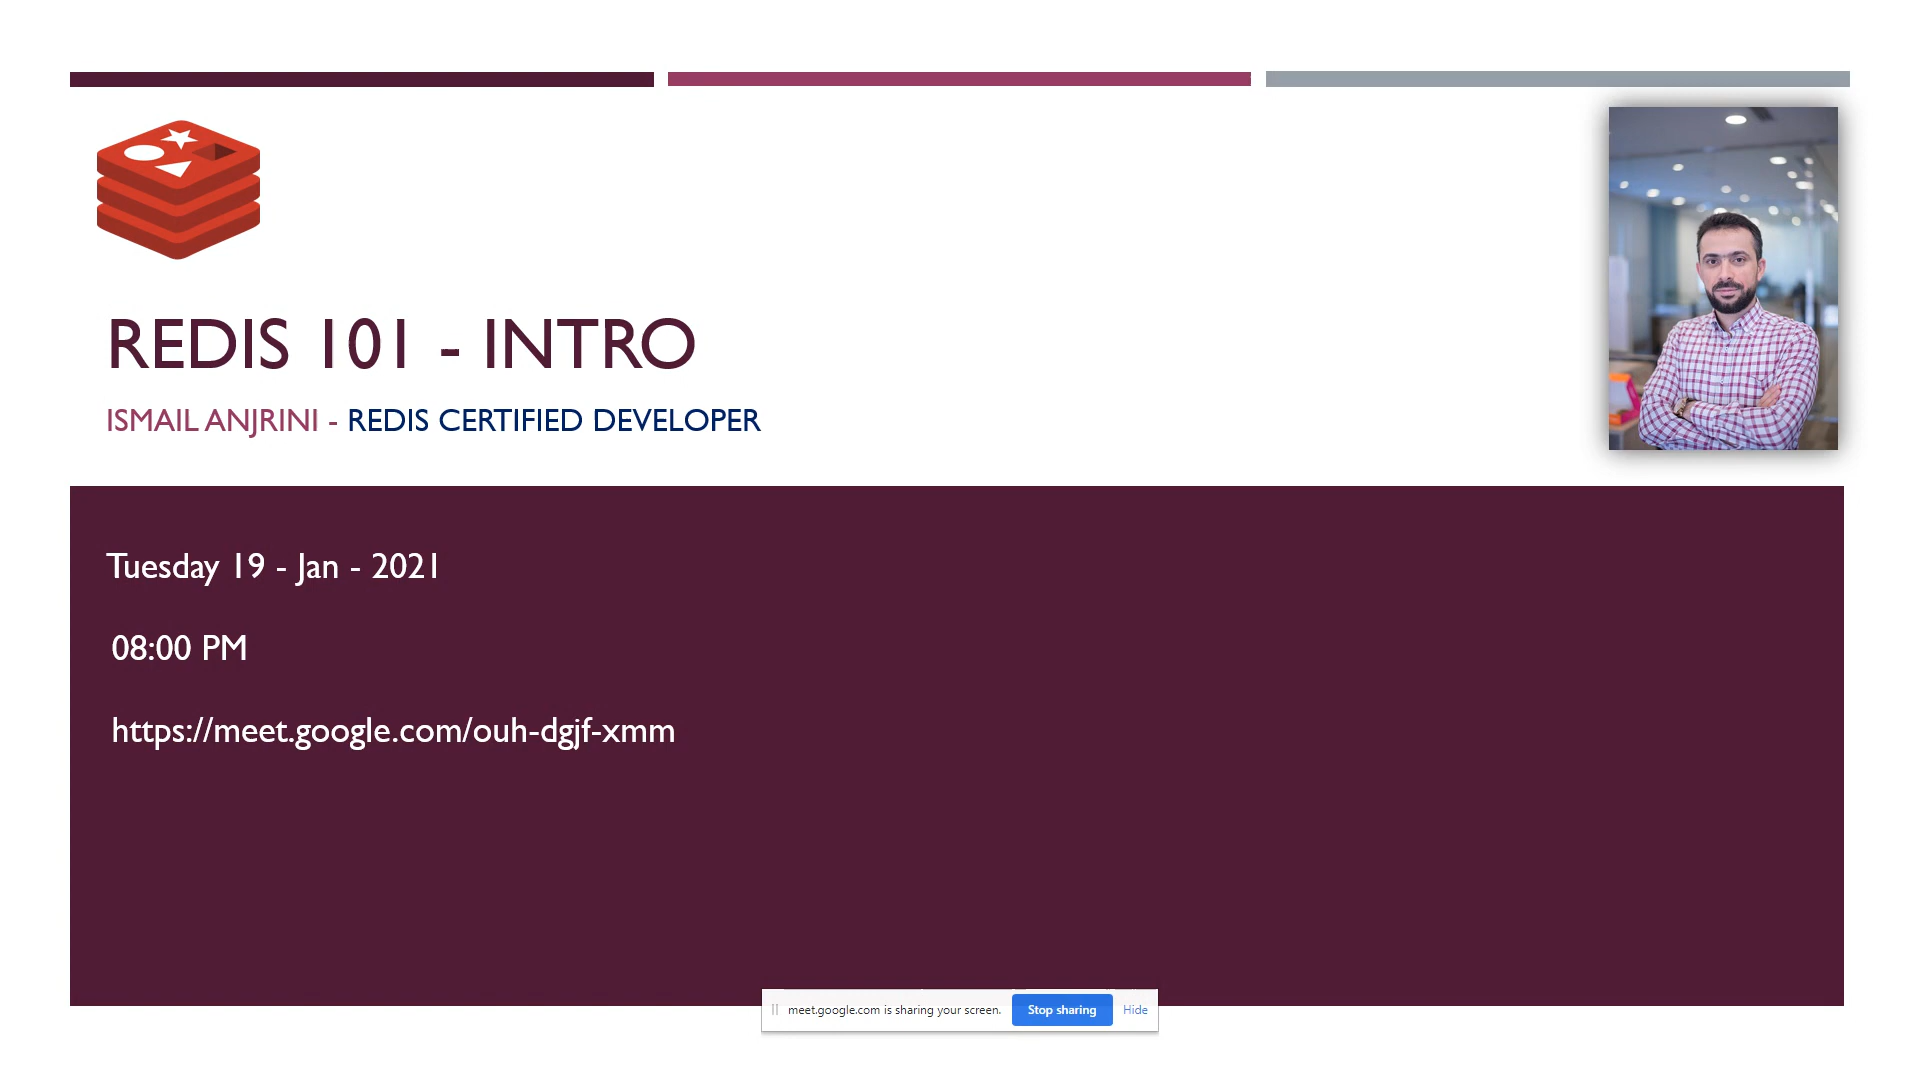 REDIS 101 - INTRO
ISMAIL ANJRINI - REDIS CERTIFIED DEVELOPER
Tuesday 19 - Jan - 2021
08:00 PM
https://meet.google.com/ouh-dgjf-xmm
meet.google.com is sharing your screen. Stop sharing Hide